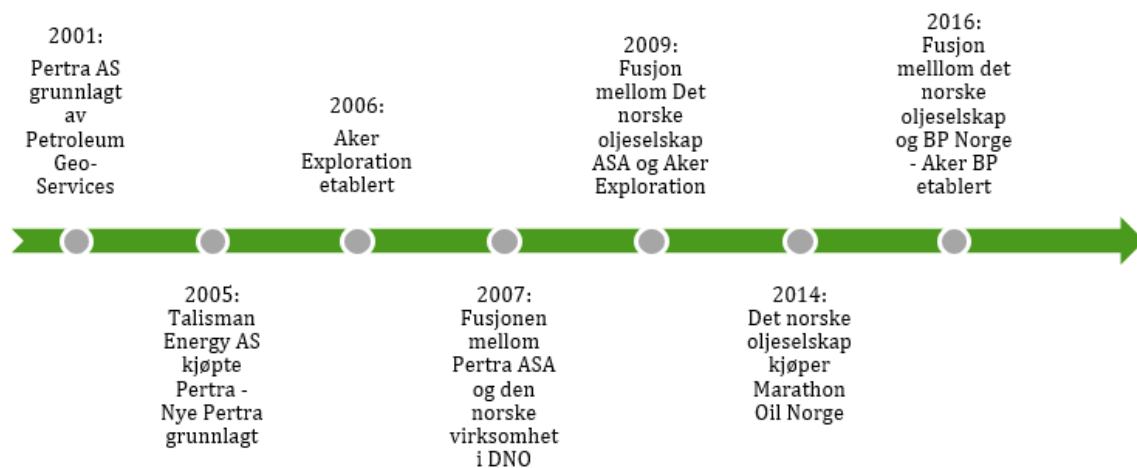 2001:
Pertra AS
grunnlagt
av
Petroleum
Geo-
Services
2005:
Talisman
Energy AS
kjøpte
Pertra -
Nye Pertra
grunnlagt
2006:
Aker
Exploration
etablert
2007:
Fusjonen
mellom
Pertra ASA
og den
norske
virksomhet
i DNO
2009:
Fusjon
mellom Det
norske
oljeselskap
ASA og Aker
Exploration
2014:
Det norske
oljeselskap
kjøper
Marathon
Oil Norge
2016:
Fusjon
melllom det
norske
oljeselskap
og BP Norge
- Aker BP
etablert